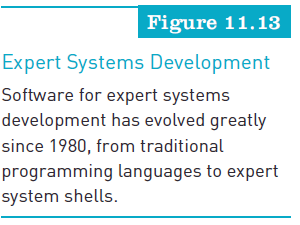 Figure 11.13
Expert Systems Development
Software for expert systems
development has evolved greatly
since 1980, from traditional
programming languages to expert
system shells.